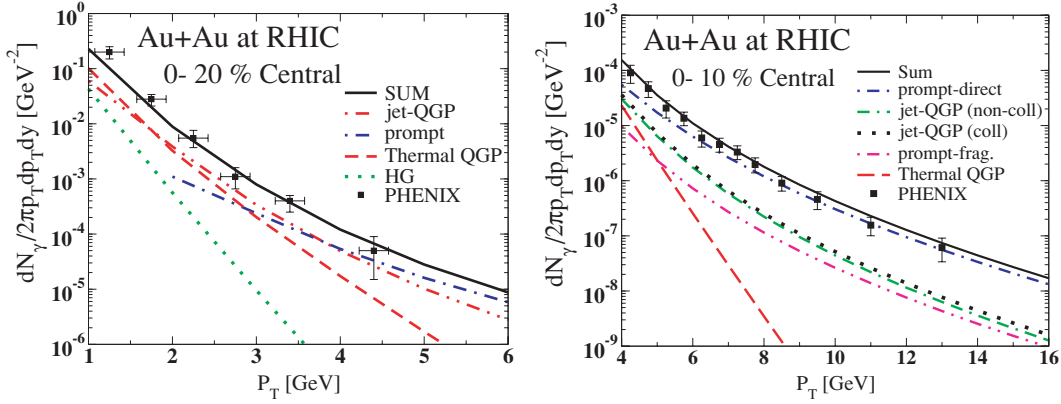 Au+Au at RHIC
0- 20 % Central
SUM
jet-QGP
prompt
Thermal QGP
HG
PHENIX
dN_γ/2πp_Tdp_Tdy [GeV^-2]
10^0
10^-1
10^-2
10^-3
10^-4
10^-5
10^-6
1 2 3 4 5 6
P_T [GeV]
Au+Au at RHIC
0- 10 % Central
Sum
prompt-direct
jet-QGP (non-coll)
jet-QGP (coll)
prompt-frag.
Thermal QGP
PHENIX
dN_γ/2πp_Tdp_Tdy [GeV^-2]
10^-2
10^-3
10^-4
10^-5
10^-6
10^-7
10^-8
10^-9
4 6 8 10 12 14 16
P_T [GeV]